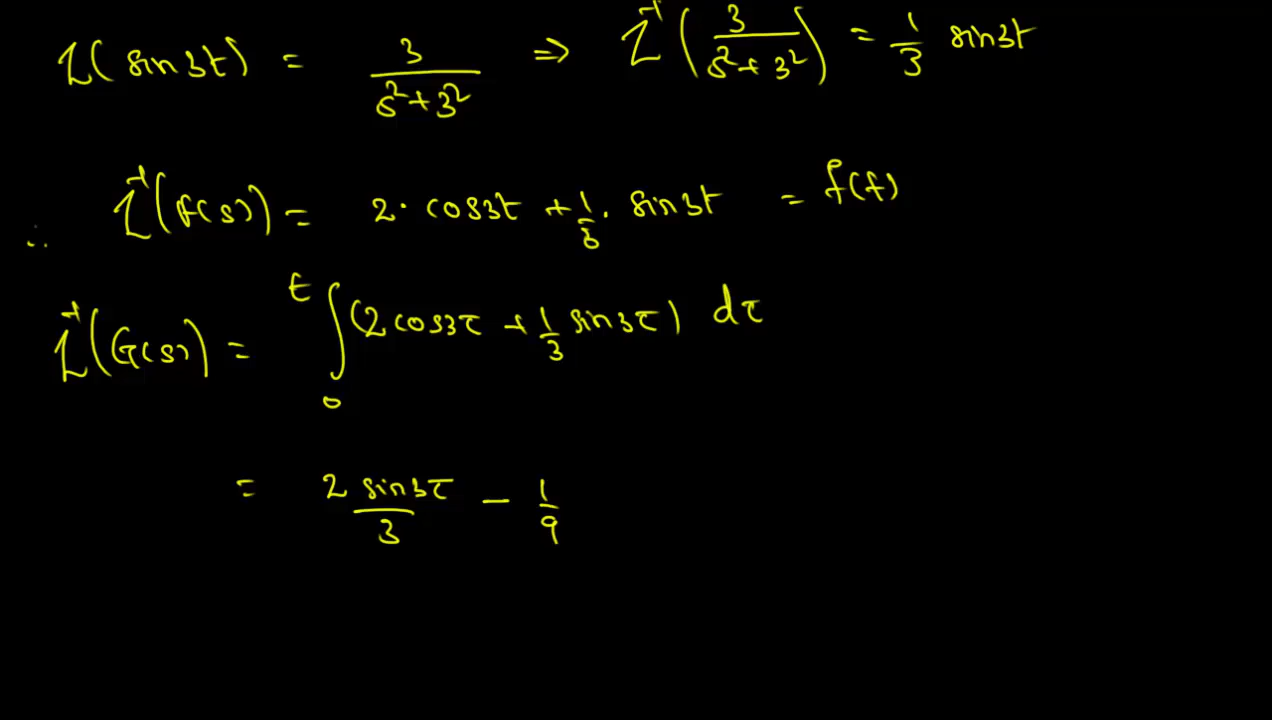 L( sin3t) = 3/(s²+3²) ⇒ L⁻¹(3/(s²+3²)) = 1/3 sin3t
∴ L⁻¹(F(s)) = 2· cos3t + 1/3 · sin3t = f(t)
L⁻¹(G(s)) = ∫₀ᵗ (2cos3τ + 1/3 sin3τ) dτ
= 2 sin3τ/3 − 1/9